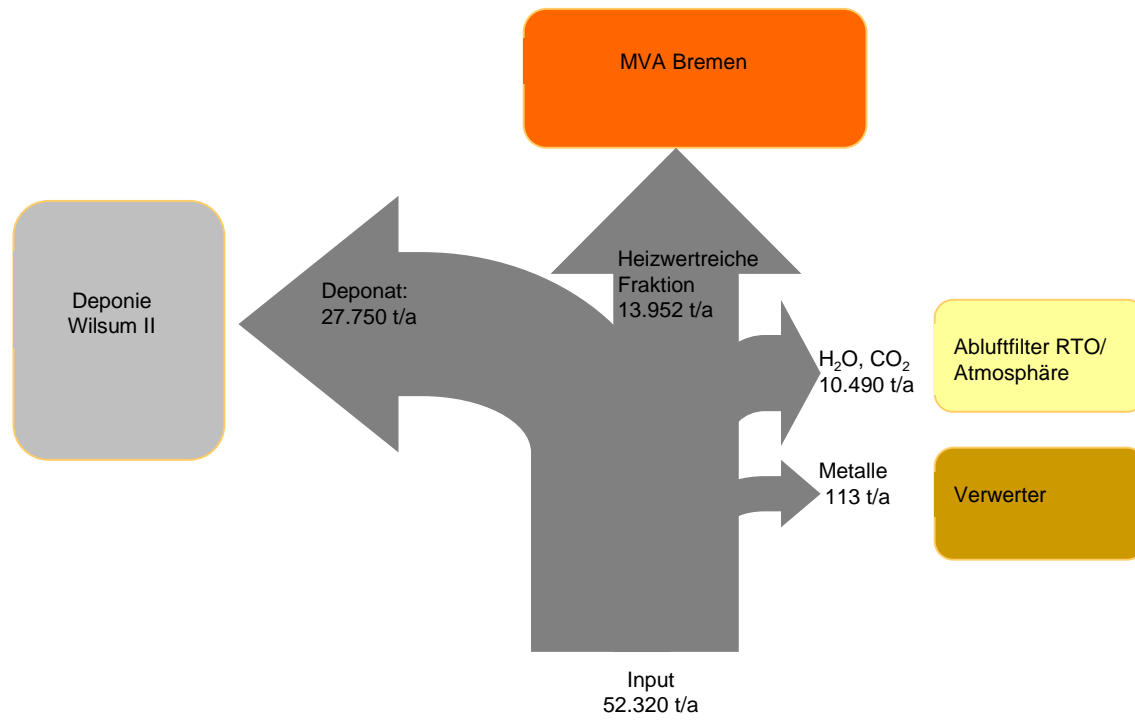 MVA Bremen
Heizwertreiche
Fraktion
13.952 t/a
Deponie
Wilsum II
Deponat:
27.750 t/a
H₂O, CO₂
10.490 t/a
Abluftfilter RTO/
Atmosphäre
Metalle
113 t/a
Verwerter
Input
52.320 t/a